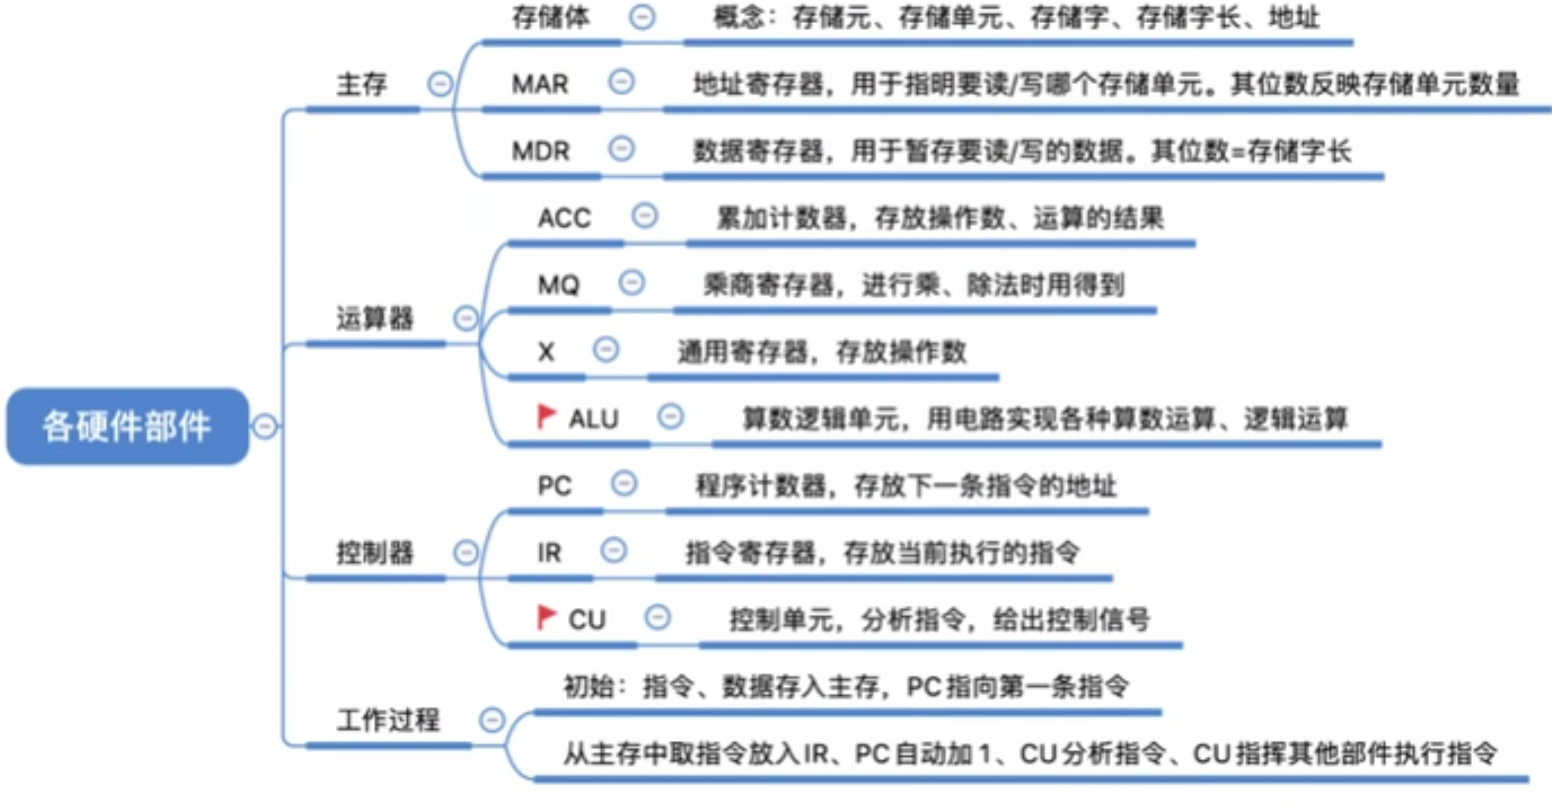 存储体 概念：存储元、存储单元、存储字、存储字长、地址
主存
MAR 地址寄存器，用于指明要读/写哪个存储单元。其位数反映存储单元数量
MDR 数据寄存器，用于暂存要读/写的数据。其位数=存储字长
ACC 累加计数器，存放操作数、运算的结果
MQ 乘商寄存器，进行乘、除法时用得到
运算器
X 通用寄存器，存放操作数
ALU 算数逻辑单元，用电路实现各种算数运算、逻辑运算
各硬件部件
PC 程序计数器，存放下一条指令的地址
控制器
IR 指令寄存器，存放当前执行的指令
CU 控制单元，分析指令，给出控制信号
初始：指令、数据存入主存，PC指向第一条指令
工作过程
从主存中取指令放入IR、PC自动加1、CU分析指令、CU指挥其他部件执行指令